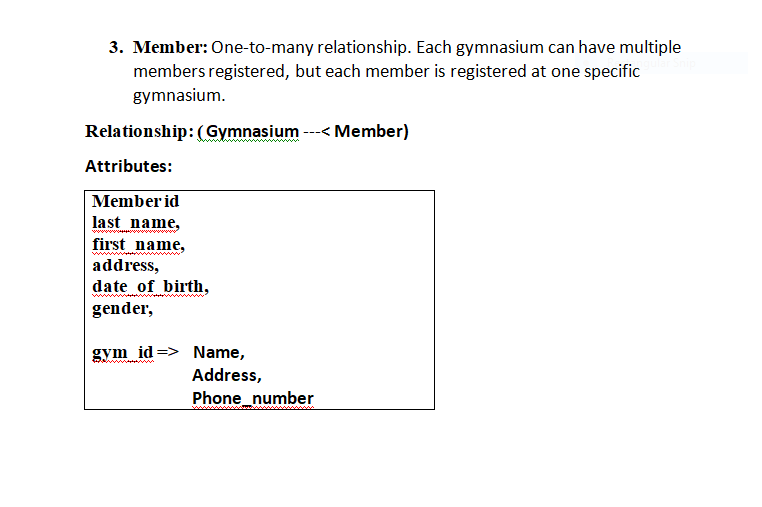 3. Member: One-to-many relationship. Each gymnasium can have multiple
members registered, but each member is registered at one specific
gymnasium.
Relationship: (Gymnasium ---< Member)
Attributes:
Member id
last_name,
first_name,
address,
date_of_birth,
gender,
gym_id => Name,
Address,
Phone_number